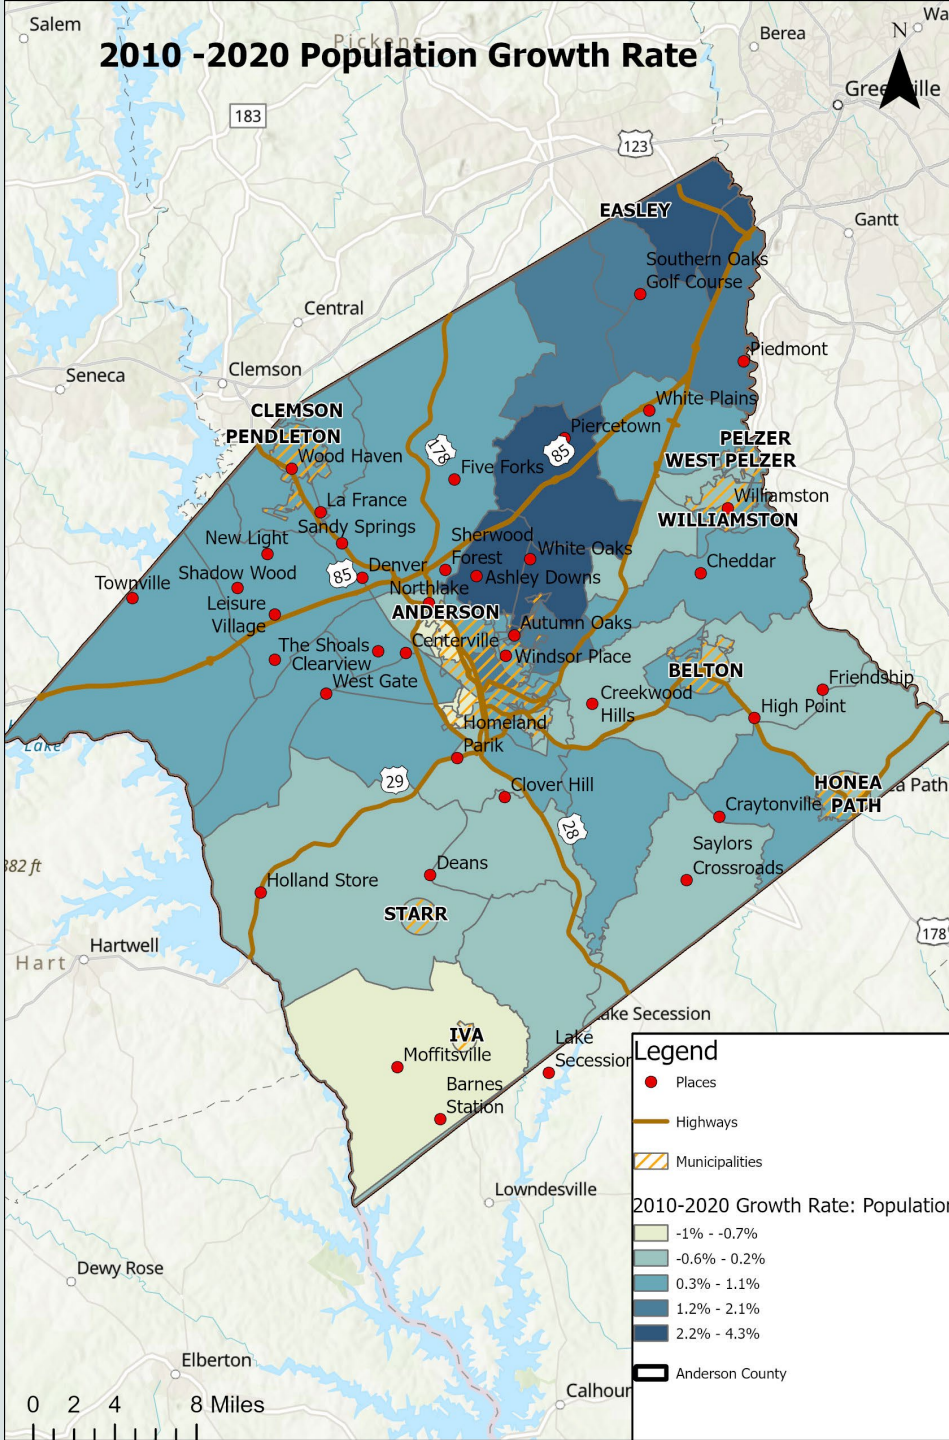 Salem
Wa
Pickens
2010 -2020 Population Growth Rate
Berea
N
Greenville
183
123
EASLEY
Gantt
Southern Oaks
Golf Course
Central
Piedmont
Seneca
Clemson
CLEMSON
White Plains
PENDLETON
Piercetown
PELZER
WEST PELZER
Wood Haven
178
85
Five Forks
La France
Williamston
WILLIAMSTON
Sandy Springs
New Light
Sherwood
Forest
White Oaks
Cheddar
Townville
Shadow Wood
85
Denver
Northlake
Ashley Downs
Leisure
Village
ANDERSON
Autumn Oaks
The Shoals
Centerville
Windsor Place
Clearview
West Gate
BELTON
Friendship
Creekwood
Hills
High Point
Homeland
Park
Lake
29
Clover Hill
HONEA
PATH
a Path
28
Craytonville
Saylors
Crossroads
382 ft
Deans
Holland Store
STARR
Hartwell
Hart
178
ake Secession
IVA
Lake
Secession
Moffitsville
Barnes
Station
Lowndesville
Dewy Rose
Elberton
Calhour
0 2 4 8 Miles
Legend
Places
Highways
Municipalities
2010-2020 Growth Rate: Population
-1% - -0.7%
-0.6% - 0.2%
0.3% - 1.1%
1.2% - 2.1%
2.2% - 4.3%
Anderson County